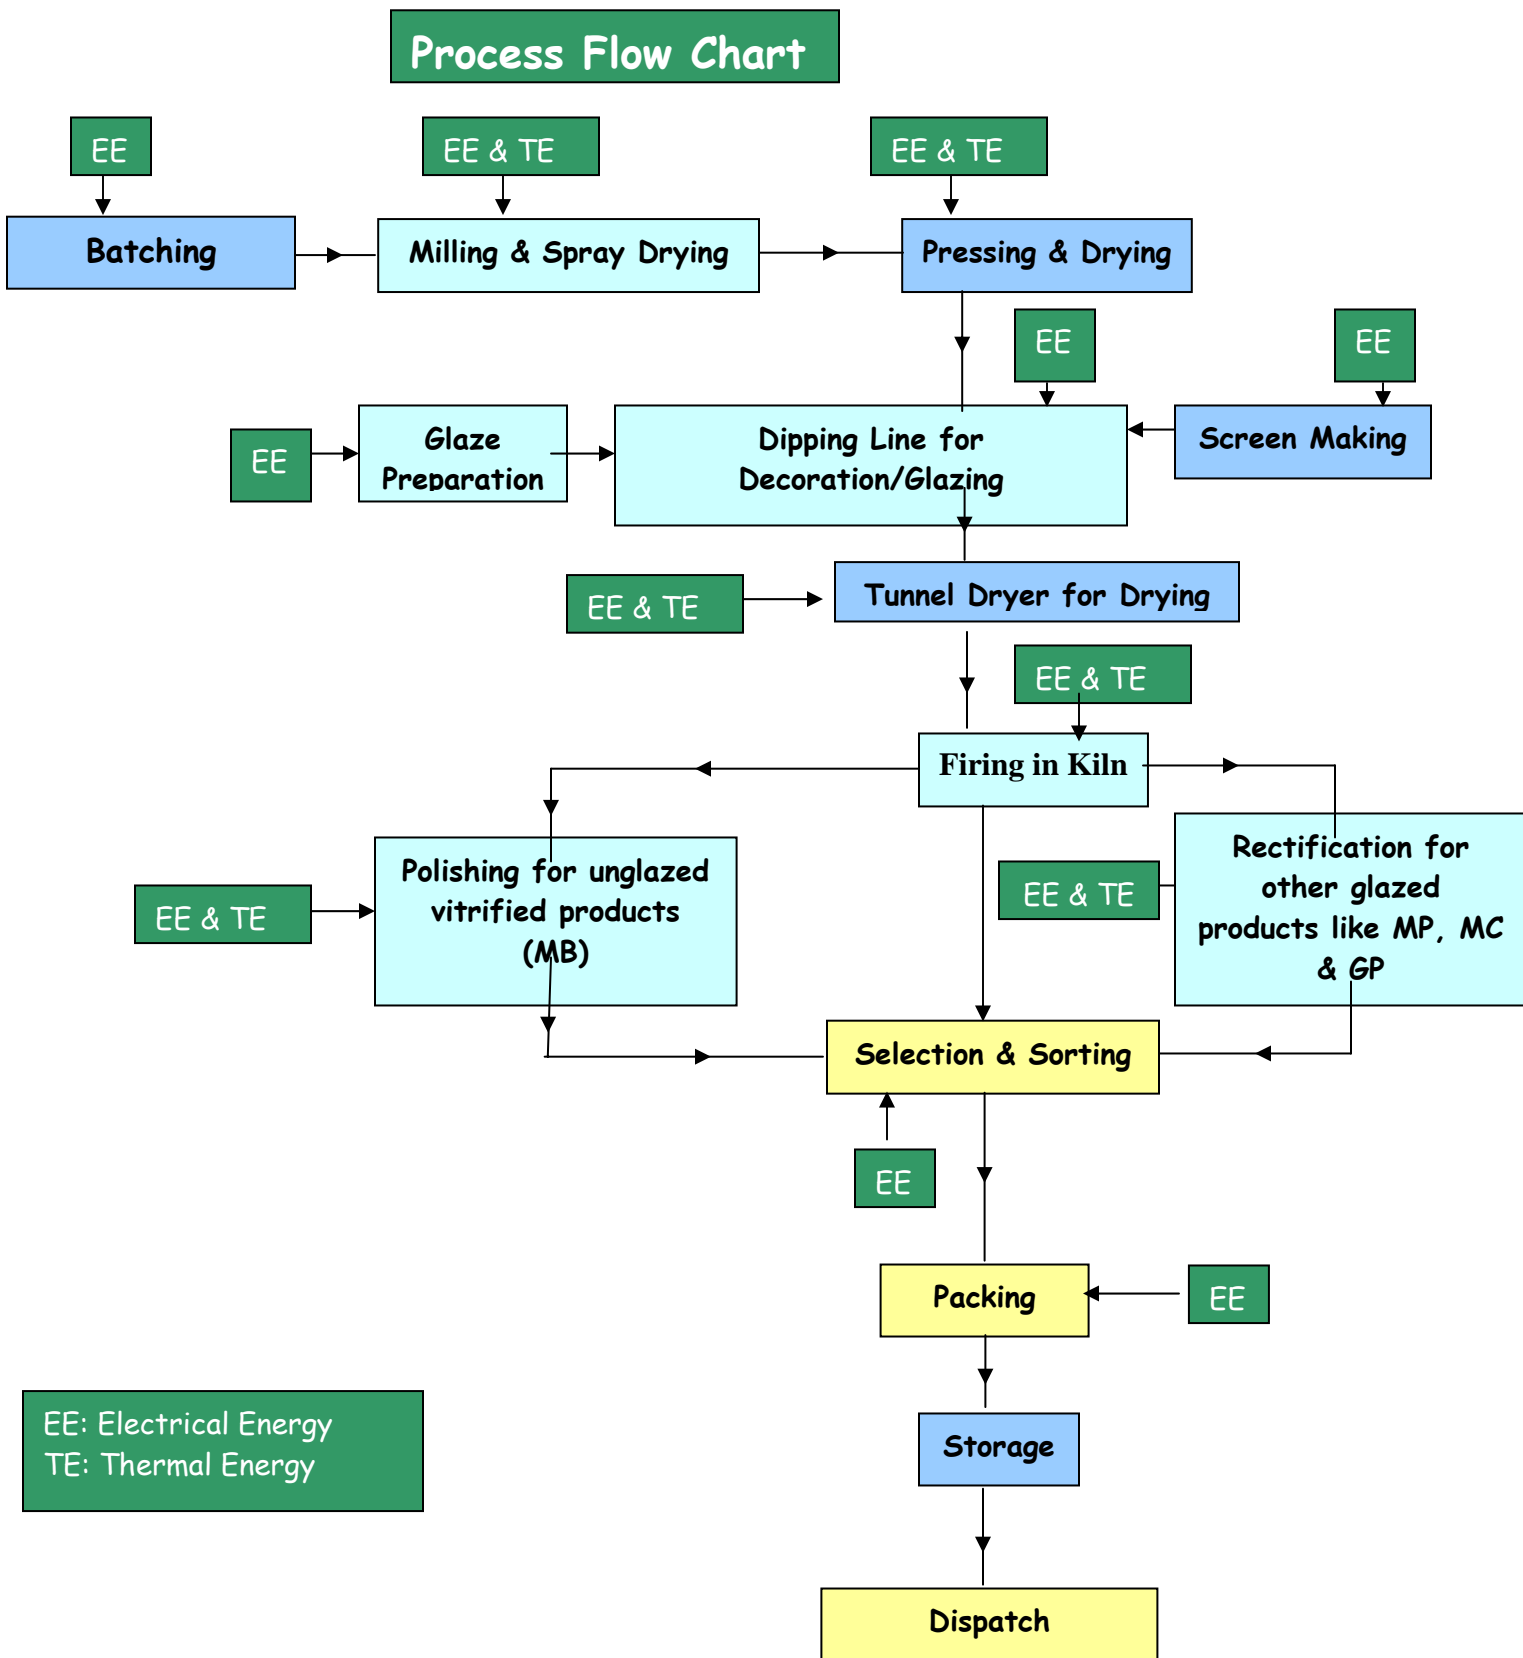 Process Flow Chart
EE
EE & TE
EE & TE
Batching
Milling & Spray Drying
Pressing & Drying
EE
EE
EE
Glaze
Preparation
Dipping Line for
Decoration/Glazing
Screen Making
EE & TE
Tunnel Dryer for Drying
EE & TE
Firing in Kiln
EE & TE
Polishing for unglazed
vitrified products
(MB)
EE & TE
Rectification for
other glazed
products like MP, MC
& GP
Selection & Sorting
EE
Packing
EE
EE: Electrical Energy
TE: Thermal Energy
Storage
Dispatch